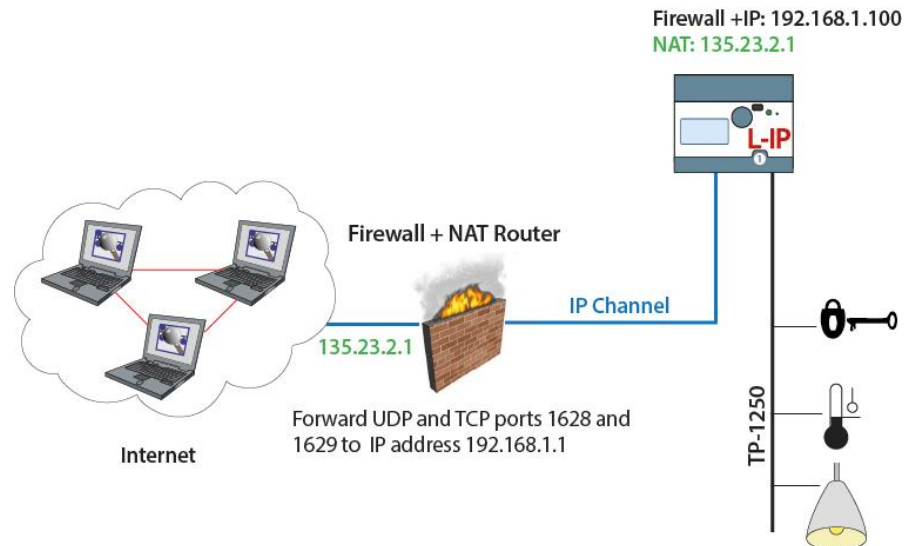 Firewall +IP: 192.168.1.100
NAT: 135.23.2.1
L-IP
1
Firewall + NAT Router
IP Channel
135.23.2.1
Forward UDP and TCP ports 1628 and
1629 to IP address 192.168.1.1
Internet
TP-1250